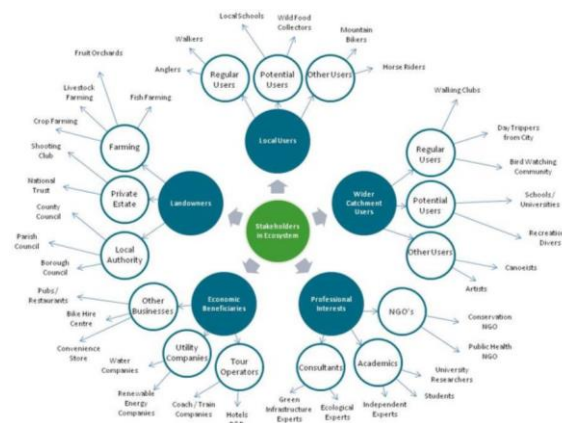 Local Schools
Wild Food
Collectors
Mountain
Bikers
Walkers
Anglers
Horse Riders
Regular
Users
Potential
Users
Other Users
Local Users
Fruit Orchards
Livestock
Farming
Fish Farming
Crop Farming
Shooting
Club
National
Trust
County
Council
Parish
Council
Borough
Council
Farming
Private
Estate
Local
Authority
Landowners
Stakeholders
in Ecosystem
Wider
Catchment
Users
Walking Clubs
Regular
Users
Day Trippers
from City
Bird Watching
Community
Potential
Users
Schools /
Universities
Recreation
Divers
Other Users
Canoeists
Artists
Economic
Beneficiaries
Other
Businesses
Pubs /
Restaurants
Bike Hire
Centre
Convenience
Store
Utility
Companies
Water
Companies
Renewable
Energy
Companies
Tour
Operators
Coach / Train
Companies
Hotels
Professional
Interests
NGO's
Conservation
NGO
Public Health
NGO
Academics
University
Researchers
Students
Independent
Experts
Consultants
Green
Infrastructure
Experts
Ecological
Experts